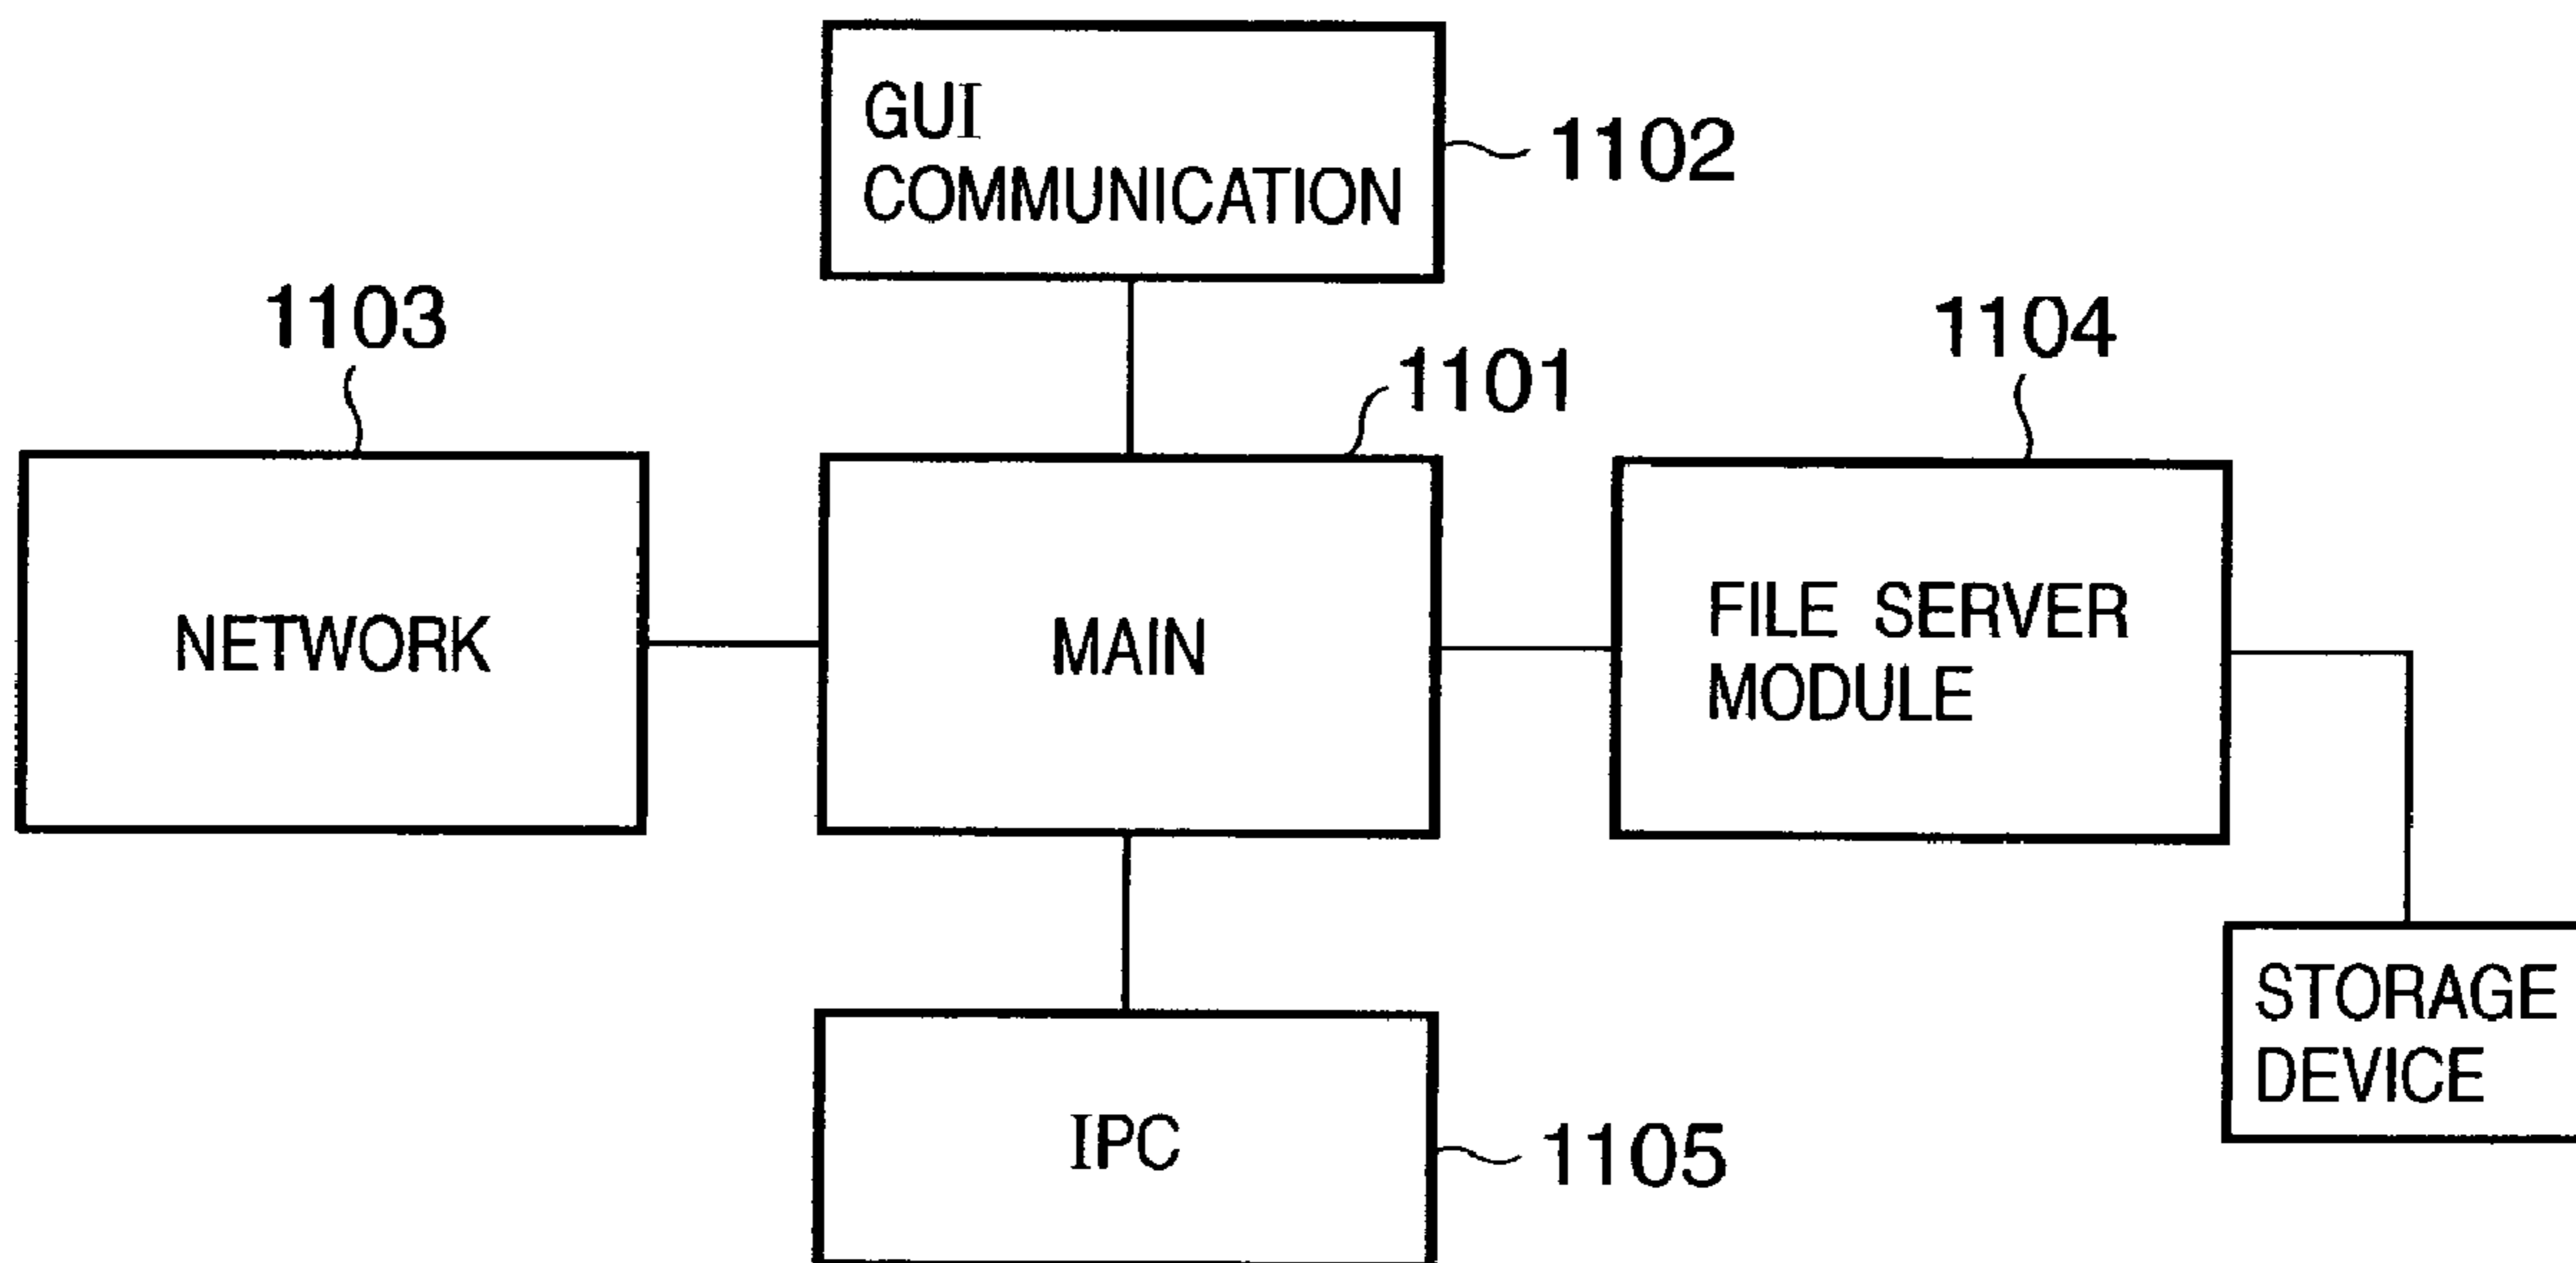 GUI
COMMUNICATION
1102
1103
1101
1104
NETWORK
MAIN
FILE SERVER
MODULE
STORAGE
DEVICE
IPC
1105